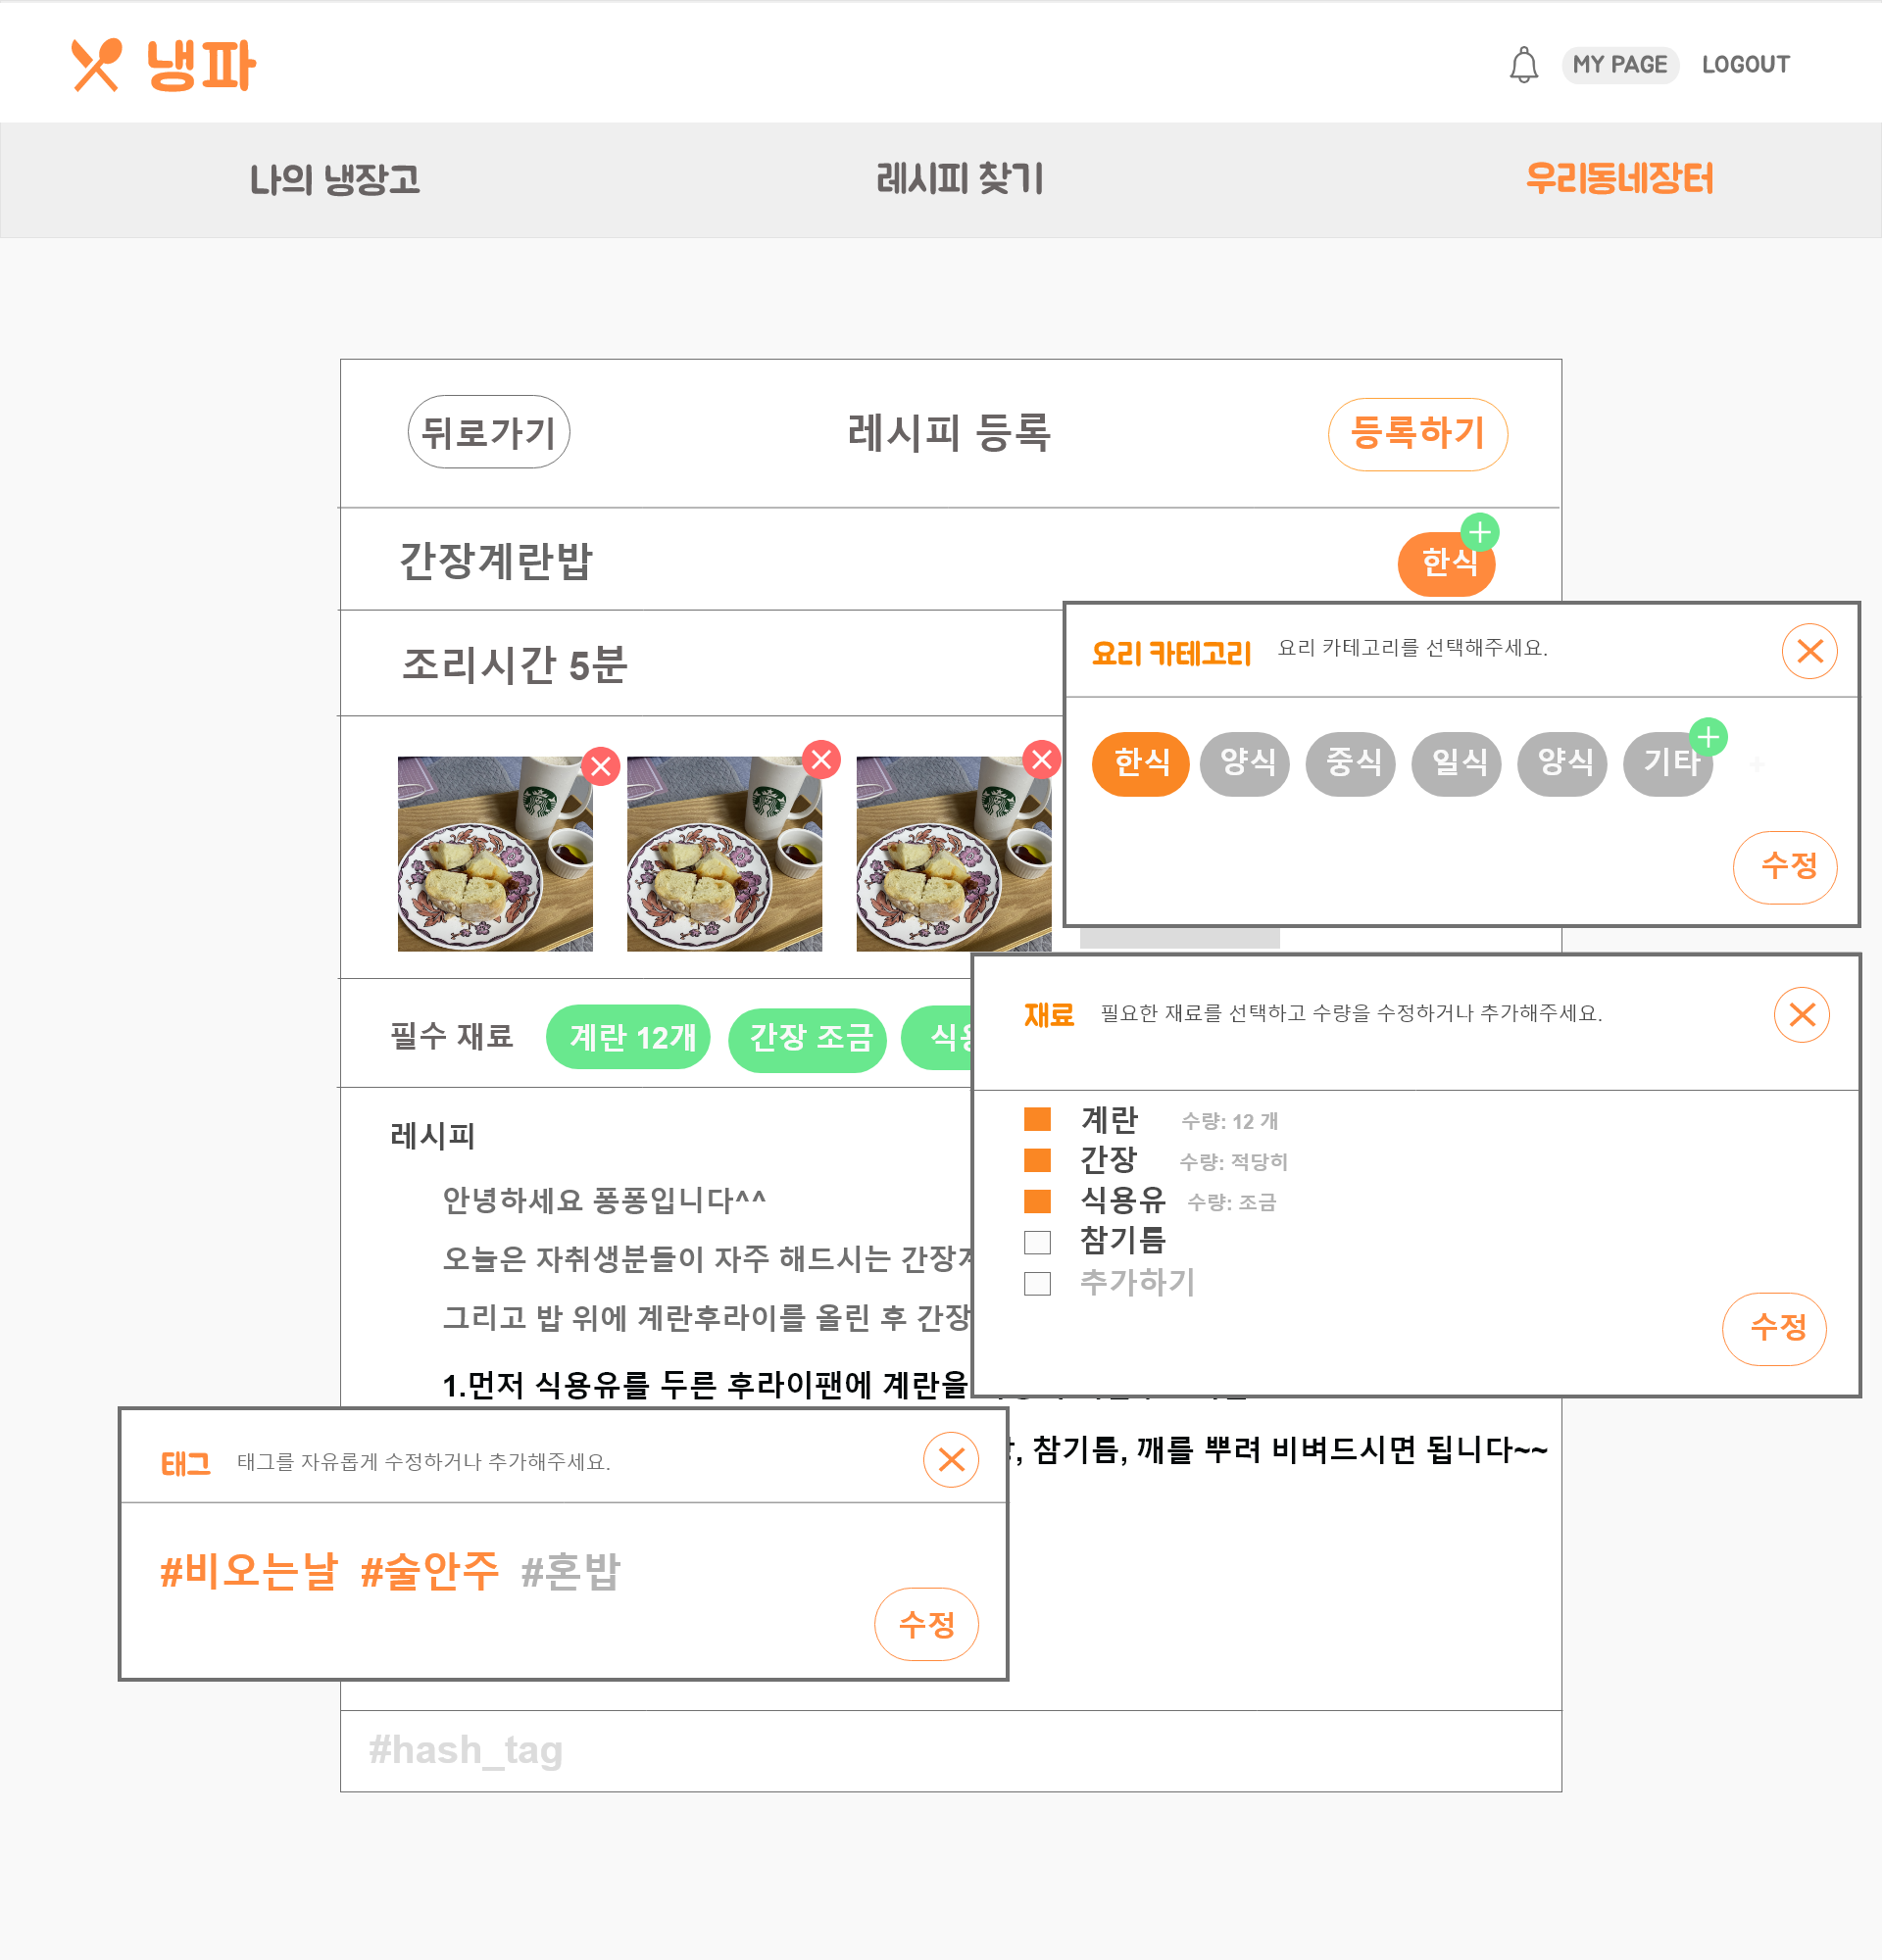 냉파
MY PAGE LOGOUT
나의 냉장고 레시피 찾기 우리동네장터
뒤로가기 레시피 등록 등록하기
간장계란밥 한식
조리시간 5분
요리 카테고리 요리 카테고리를 선택해주세요.
한식 양식 중식 일식 양식 기타
수정
필수 재료 계란 12개 간장 조금
재료 필요한 재료를 선택하고 수량을 수정하거나 추가해주세요.
계란 수량: 12 개
간장 수량: 적당히
식용유 수량: 조금
참기름
추가하기
수정
레시피
안녕하세요 퐁퐁입니다^^
오늘은 자취생분들이 자주 해드시는
그리고 밥 위에 계란후라이를 올린 후 간장
1.먼저 식용유를 두른 후라이팬에 계란을
, 참기름, 깨를 뿌려 비벼드시면 됩니다~~
태그 태그를 자유롭게 수정하거나 추가해주세요.
#비오는날 #술안주 #혼밥
수정
#hash_tag